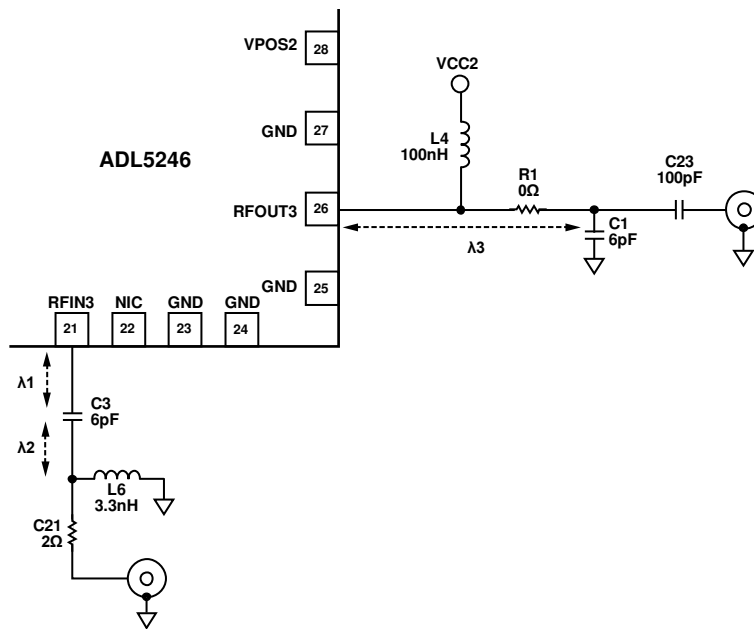 VPOS2
28
GND
27
ADL5246
RFOUT3
26
GND
25
VCC2
L4
100nH
R1
0Ω
C23
100pF
C1
6pF
λ3
RFIN3
NIC
GND
GND
21
22
23
24
λ1
C3
6pF
λ2
L6
3.3nH
C21
2Ω